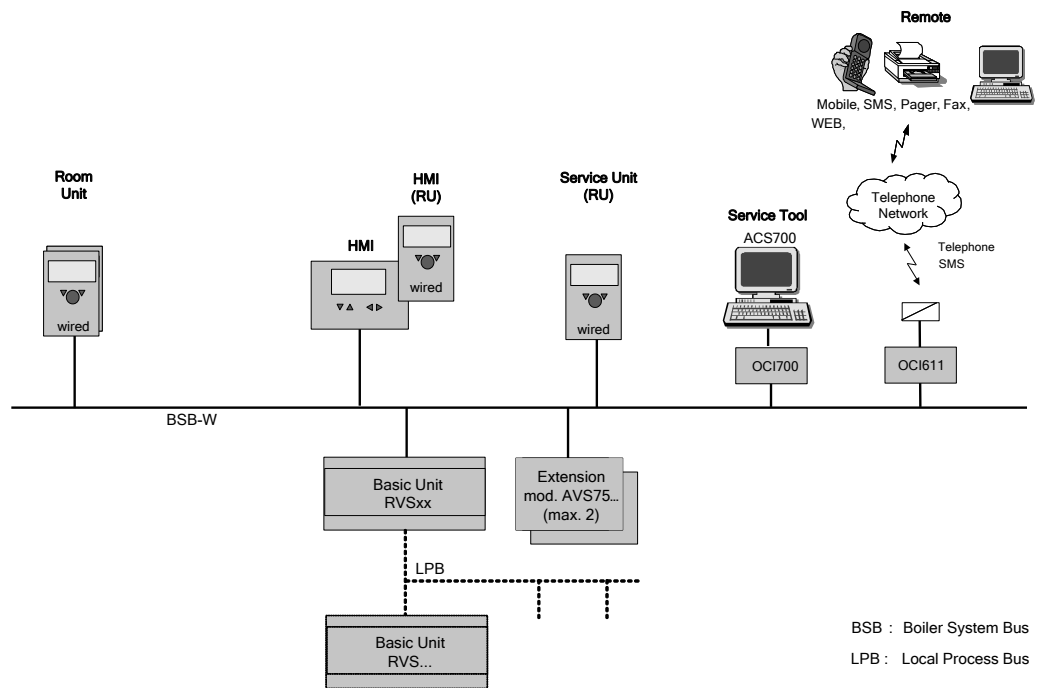 Remote
Mobile, SMS, Pager, Fax,
WEB,
Room
Unit
HMI
(RU)
Service Unit
(RU)
Telephone
Network
Service Tool
HMI
ACS700
Telephone
SMS
wired
wired
wired
wired
OCI700
OCI611
BSB-W
Basic Unit
RVSxx
Extension
mod. AVS75...
(max. 2)
LPB
Basic Unit
RVS...
BSB : Boiler System Bus
LPB : Local Process Bus